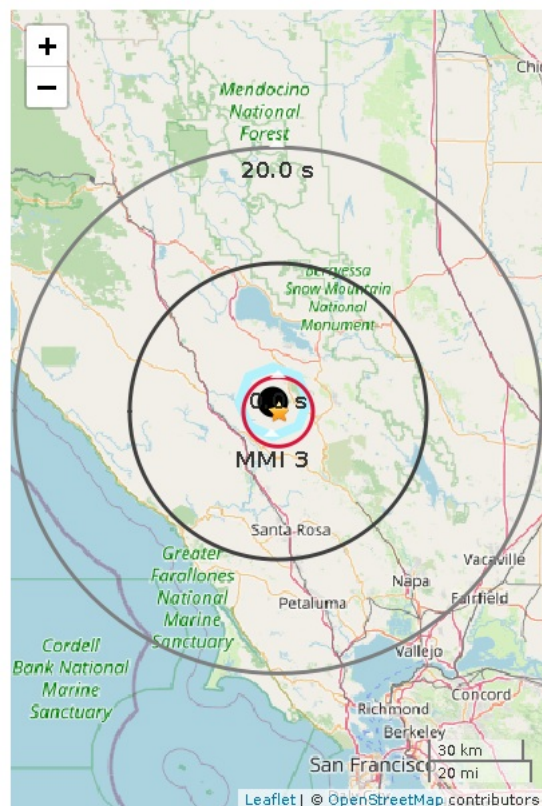 +
−
Chi
Mendocino
National
Forest
20.0 s
Berryessa
Snow Mountain
National
Monument
0.0 s
MMI 3
Santa Rosa
Greater
Farallones
National
Marine
Sanctuary
Vacaville
Napa
Fairfield
Petaluma
Cordell
Bank National
Marine
Sanctuary
Vallejo
Concord
Richmond
Berkeley
San Francisco
30 km
20 mi
Leaflet | © OpenStreetMap contributors